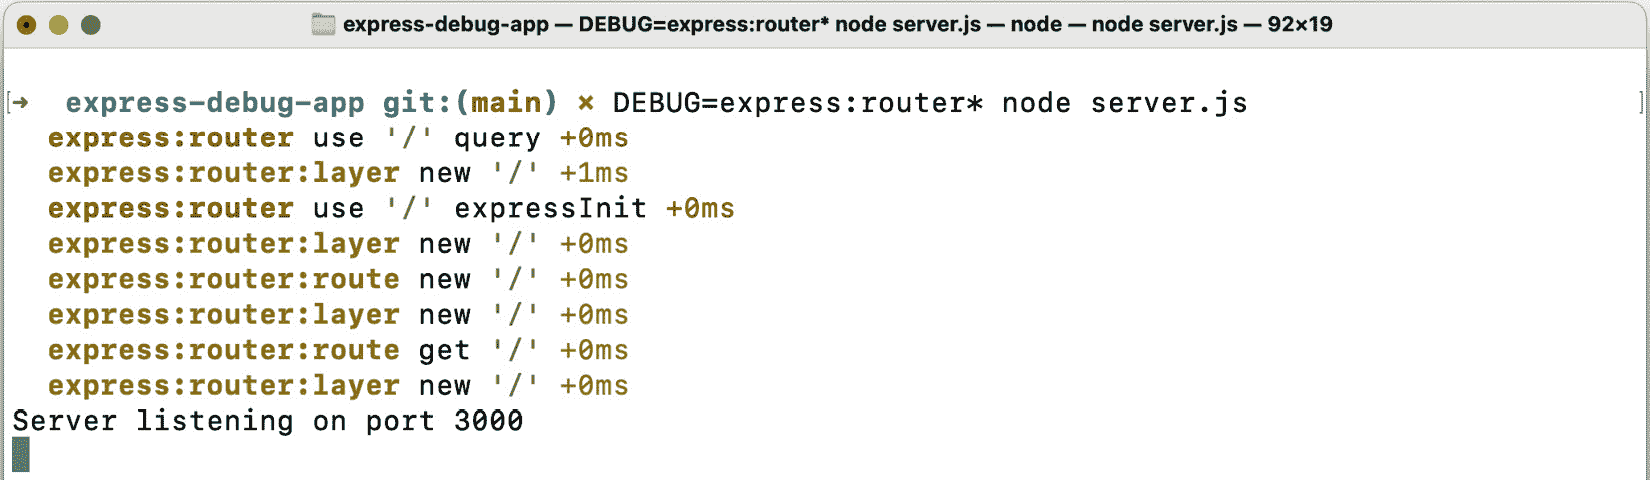 express-debug-app — DEBUG=express:router* node server.js — node — node server.js — 92×19
[➜  express-debug-app git:(main) × DEBUG=express:router* node server.js ]
express:router use '/' query +0ms
express:router:layer new '/' +1ms
express:router use '/' expressInit +0ms
express:router:layer new '/' +0ms
express:router:route new '/' +0ms
express:router:layer new '/' +0ms
express:router:route get '/' +0ms
express:router:layer new '/' +0ms
Server listening on port 3000